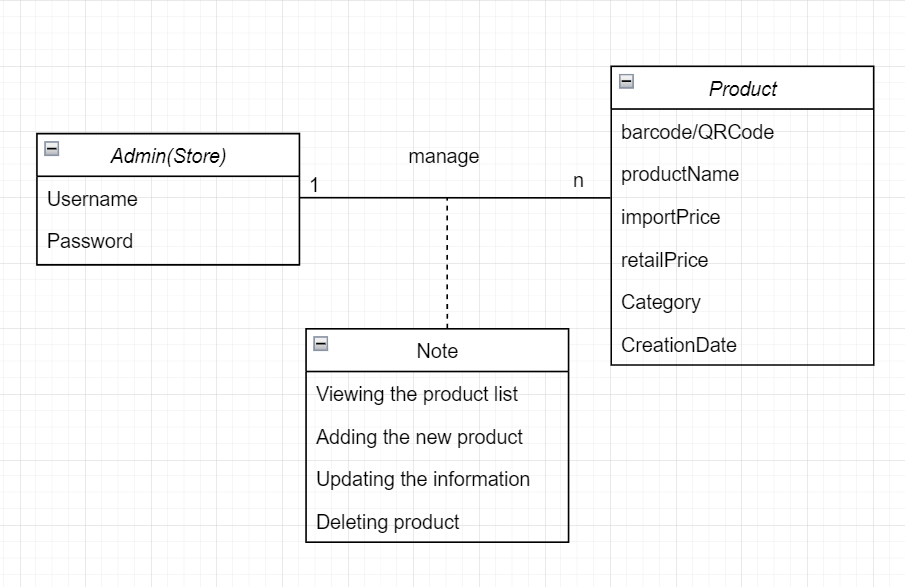 Admin(Store)
Username
Password
manage
1
n
Product
barcode/QRCode
productName
importPrice
retailPrice
Category
CreationDate
Note
Viewing the product list
Adding the new product
Updating the information
Deleting product